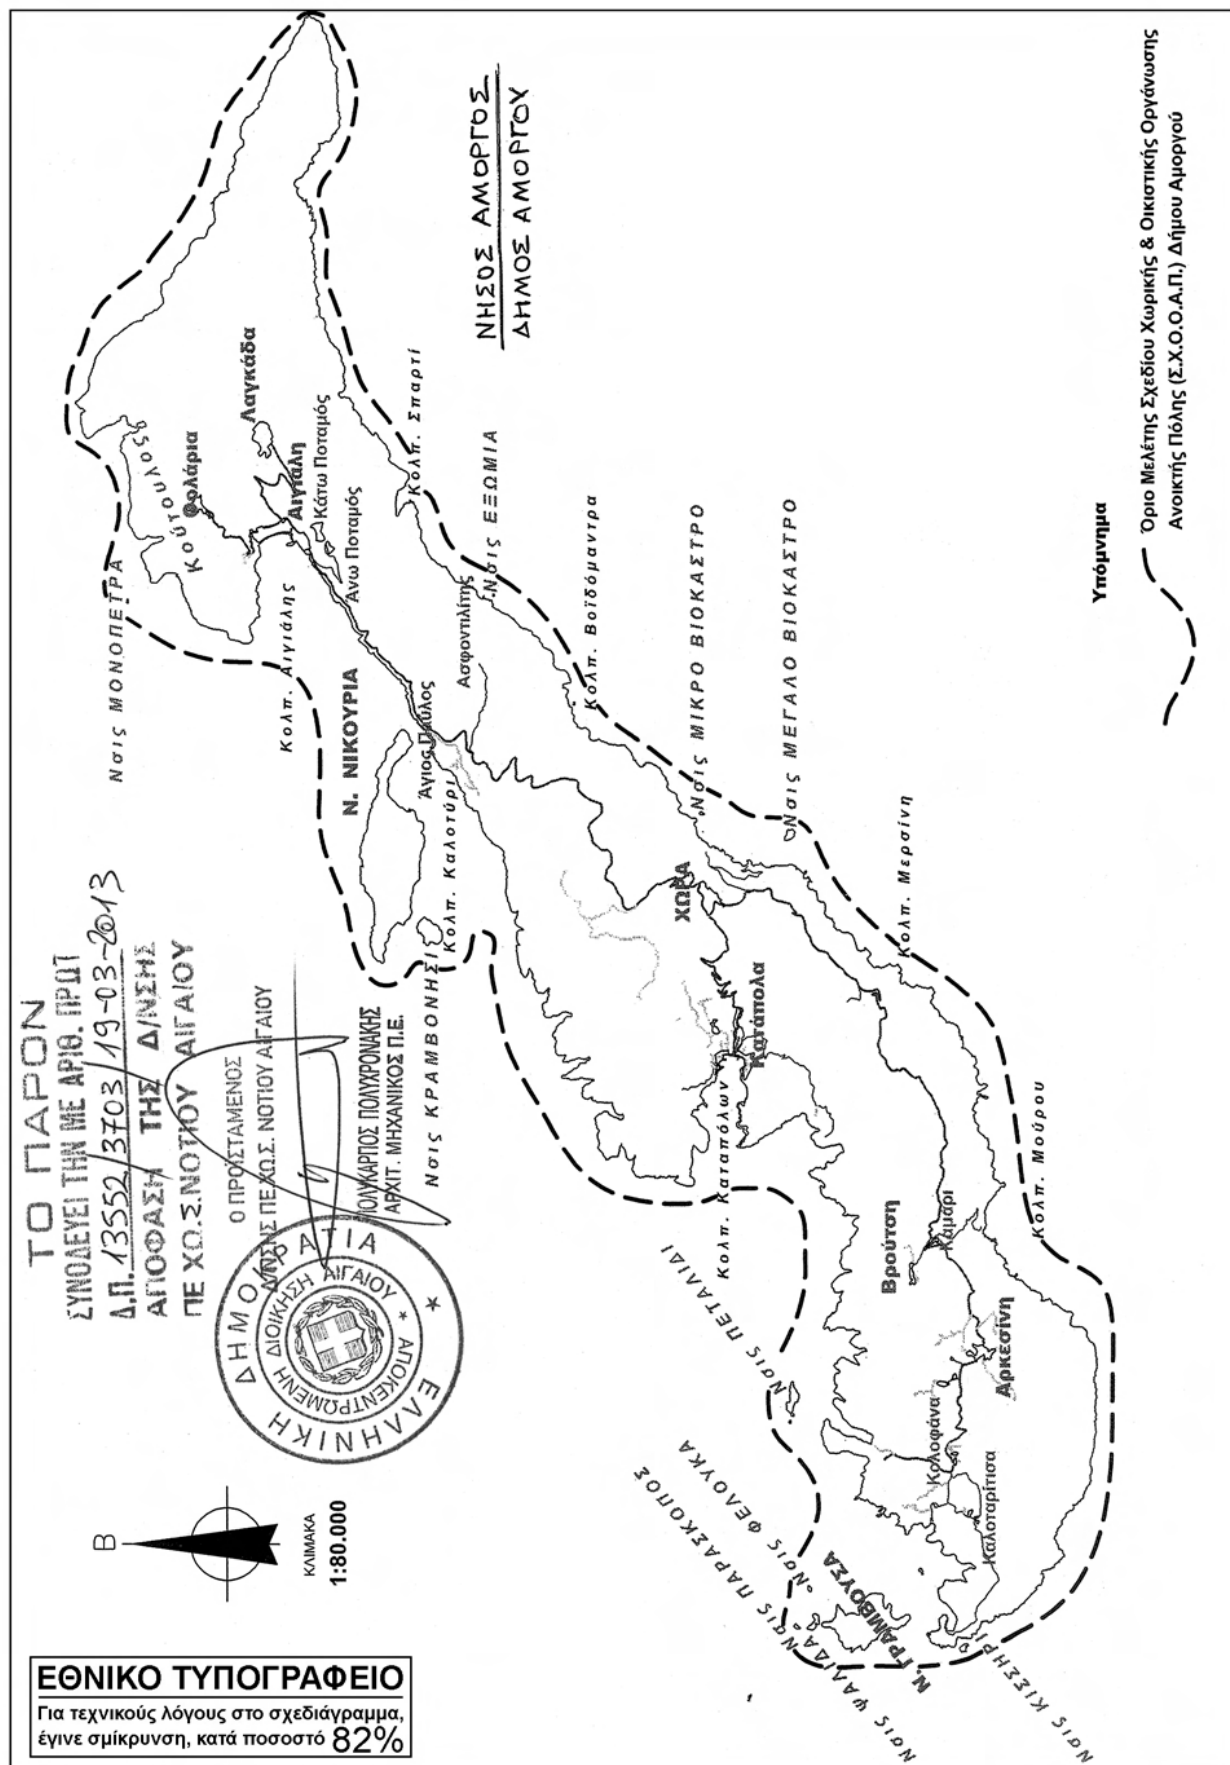 ΤΟ ΠΑΡΟΝ
ΣΥΝΟΔΕΥΕΙ ΤΗΝ ΜΕ ΑΡΙΘ. ΠΡΩΤ
Δ.Π. 13552/3703/19-03-2013
ΑΠΟΦΑΣΗ ΤΗΣ Δ/ΝΣΗΣ
ΠΕ ΧΩ.Σ.ΝΟΤΙΟΥ ΑΙΓΑΙΟΥ
Ο ΠΡΟΪΣΤΑΜΕΝΟΣ
Δ/ΝΣΗΣ ΠΕ.ΧΩ.Σ. ΝΟΤΙΟΥ ΑΙΓΑΙΟΥ
ΠΟΛΥΚΑΡΠΟΣ ΠΟΛΥΧΡΟΝΑΚΗΣ
ΑΡΧΙΤ. ΜΗΧΑΝΙΚΟΣ Π.Ε.
ΕΛΛΗΝΙΚΗ ΔΗΜΟΚΡΑΤΙΑ
ΑΠΟΚΕΝΤΡΩΜΕΝΗ ΔΙΟΙΚΗΣΗ ΑΙΓΑΙΟΥ
Β
ΚΛΙΜΑΚΑ
1:80.000
ΝΗΣΟΣ ΑΜΟΡΓΟΣ
ΔΗΜΟΣ ΑΜΟΡΓΟΥ
Νσις ΜΟΝΟΠΕΤΡΑ
Κούτουλος
Θολάρια
Λαγκάδα
Αιγιάλη
Κάτω Ποταμός
Άνω Ποταμός
Κολπ. Αιγιάλης
Κολπ. Σπαρτί
Νσις ΕΞΩΜΙΑ
Ασφοντιλίτης
Ν. ΝΙΚΟΥΡΙΑ
Άγιος Παύλος
Κολπ. Καλοτύρι
Νσις ΚΡΑΜΒΟΝΗΣΙ
Κολπ. Βοϊδόμαντρα
Νσις ΜΙΚΡΟ ΒΙΟΚΑΣΤΡΟ
Νσις ΜΕΓΑΛΟ ΒΙΟΚΑΣΤΡΟ
ΧΩΡΑ
Κατάπολα
Κολπ. Καταπόλων
Κολπ. Μερσίνη
Κολπ. Μούρου
Βρούτση
Καμάρι
Αρκεσίνη
Κολοφάνα
Καλοταρίτισα
Νσις ΠΕΤΑΛΙΔΙ
Νσις ΦΕΛΟΥΚΑ
Νσις ΠΑΡΑΣΚΟΠΟΣ
Ν. ΓΡΑΜΒΟΥΣΑ
Νσις ΨΑΛΙΔΑ
Νσις ΚΙΣΣΗΡΙ
Υπόμνημα
Όριο Μελέτης Σχεδίου Χωρικής & Οικιστικής Οργάνωσης
Ανοικτής Πόλης (Σ.Χ.Ο.Ο.Α.Π.) Δήμου Αμοργού
ΕΘΝΙΚΟ ΤΥΠΟΓΡΑΦΕΙΟ
Για τεχνικούς λόγους στο σχεδιάγραμμα,
έγινε σμίκρυνση, κατά ποσοστό 82%